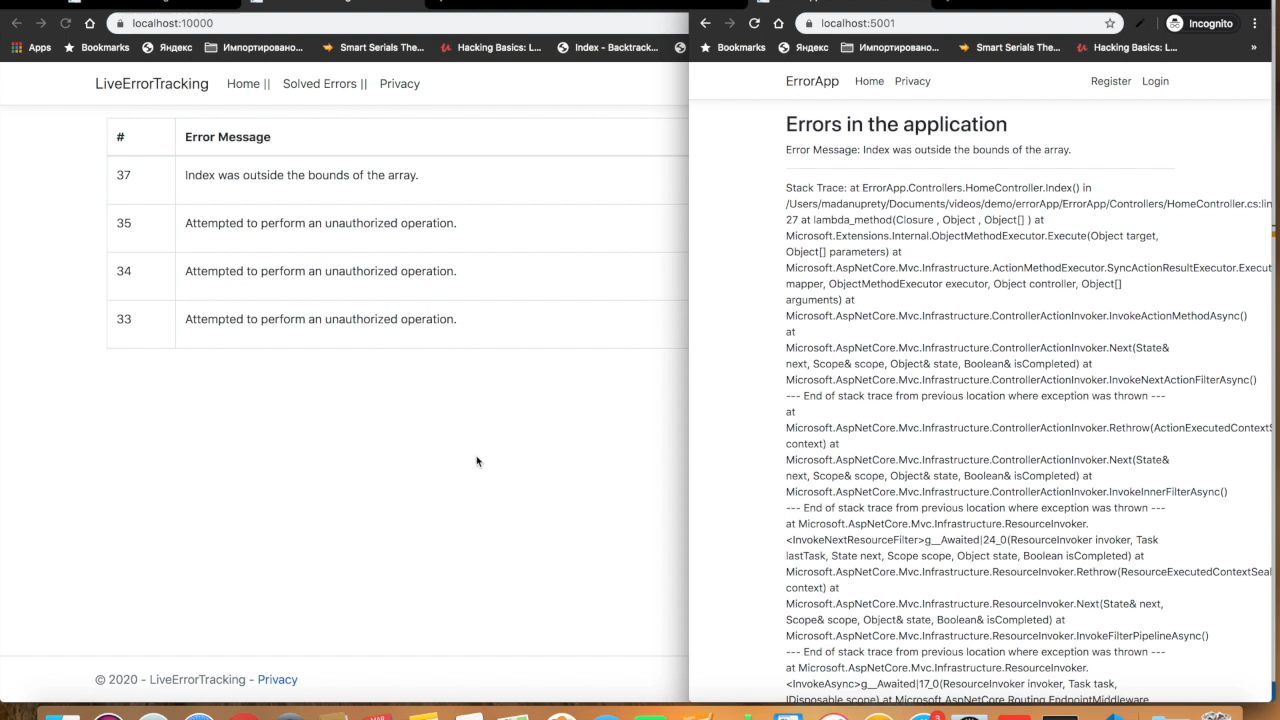 localhost:10000
Apps Bookmarks Яндекс Импортировано... Smart Serials The... Hacking Basics: L... Index - Backtrack...
LiveErrorTracking Home || Solved Errors || Privacy
# Error Message
37 Index was outside the bounds of the array.
35 Attempted to perform an unauthorized operation.
34 Attempted to perform an unauthorized operation.
33 Attempted to perform an unauthorized operation.
© 2020 - LiveErrorTracking - Privacy
localhost:5001 Incognito
Bookmarks Яндекс Импортировано... Smart Serials The... Hacking Basics: L... »
ErrorApp Home Privacy Register Login
Errors in the application
Error Message: Index was outside the bounds of the array.
Stack Trace: at ErrorApp.Controllers.HomeController.Index() in
/Users/madanuprety/Documents/videos/demo/errorApp/ErrorApp/Controllers/HomeController.cs:lin
27 at lambda_method(Closure , Object , Object[] ) at
Microsoft.Extensions.Internal.ObjectMethodExecutor.Execute(Object target,
Object[] parameters) at
Microsoft.AspNetCore.Mvc.Infrastructure.ActionMethodExecutor.SyncActionResultExecutor.Execut
mapper, ObjectMethodExecutor executor, Object controller, Object[]
arguments) at
Microsoft.AspNetCore.Mvc.Infrastructure.ControllerActionInvoker.InvokeActionMethodAsync()
at
Microsoft.AspNetCore.Mvc.Infrastructure.ControllerActionInvoker.Next(State&
next, Scope& scope, Object& state, Boolean& isCompleted) at
Microsoft.AspNetCore.Mvc.Infrastructure.ControllerActionInvoker.InvokeNextActionFilterAsync()
--- End of stack trace from previous location where exception was thrown ---
at
Microsoft.AspNetCore.Mvc.Infrastructure.ControllerActionInvoker.Rethrow(ActionExecutedContextS
context) at
Microsoft.AspNetCore.Mvc.Infrastructure.ControllerActionInvoker.Next(State&
next, Scope& scope, Object& state, Boolean& isCompleted) at
Microsoft.AspNetCore.Mvc.Infrastructure.ControllerActionInvoker.InvokeInnerFilterAsync()
--- End of stack trace from previous location where exception was thrown ---
at Microsoft.AspNetCore.Mvc.Infrastructure.ResourceInvoker.
<InvokeNextResourceFilter>g__Awaited|24_0(ResourceInvoker invoker, Task
lastTask, State next, Scope scope, Object state, Boolean isCompleted) at
Microsoft.AspNetCore.Mvc.Infrastructure.ResourceInvoker.Rethrow(ResourceExecutedContextSeal
context) at
Microsoft.AspNetCore.Mvc.Infrastructure.ResourceInvoker.Next(State& next,
Scope& scope, Object& state, Boolean& isCompleted) at
Microsoft.AspNetCore.Mvc.Infrastructure.ResourceInvoker.InvokeFilterPipelineAsync()
--- End of stack trace from previous location where exception was thrown ---
at Microsoft.AspNetCore.Mvc.Infrastructure.ResourceInvoker.
<InvokeAsync>g__Awaited|17_0(ResourceInvoker invoker, Task task,
IDisposable scope) at Microsoft.AspNetCore.Routing.EndpointMiddleware